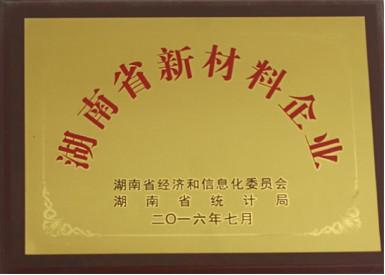 湖南省新材料企业
湖南省经济和信息化委员会
湖南省统计局
二〇一六年七月